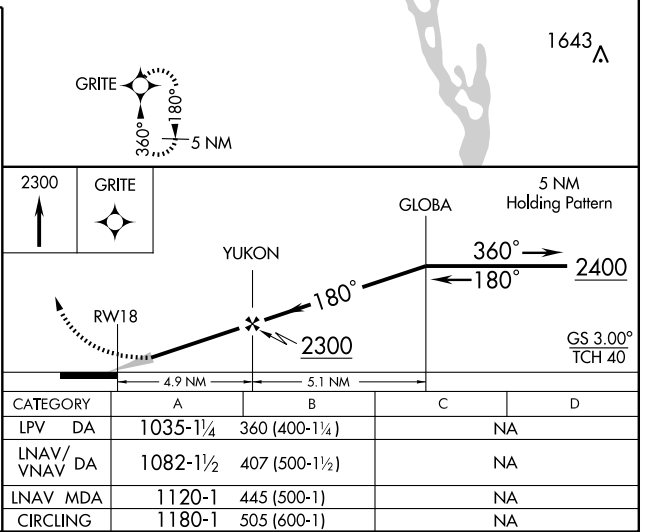 1643
GRITE
360°
180°
5 NM
2300
GRITE
GLOBA
5 NM
Holding Pattern
YUKON
360°
180°
2400
180°
RW18
2300
GS 3.00°
TCH 40
4.9 NM
5.1 NM
CATEGORY A B C D
LPV DA 1035-1¼ 360 (400-1¼) NA
LNAV/VNAV DA 1082-1½ 407 (500-1½) NA
LNAV MDA 1120-1 445 (500-1) NA
CIRCLING 1180-1 505 (600-1) NA